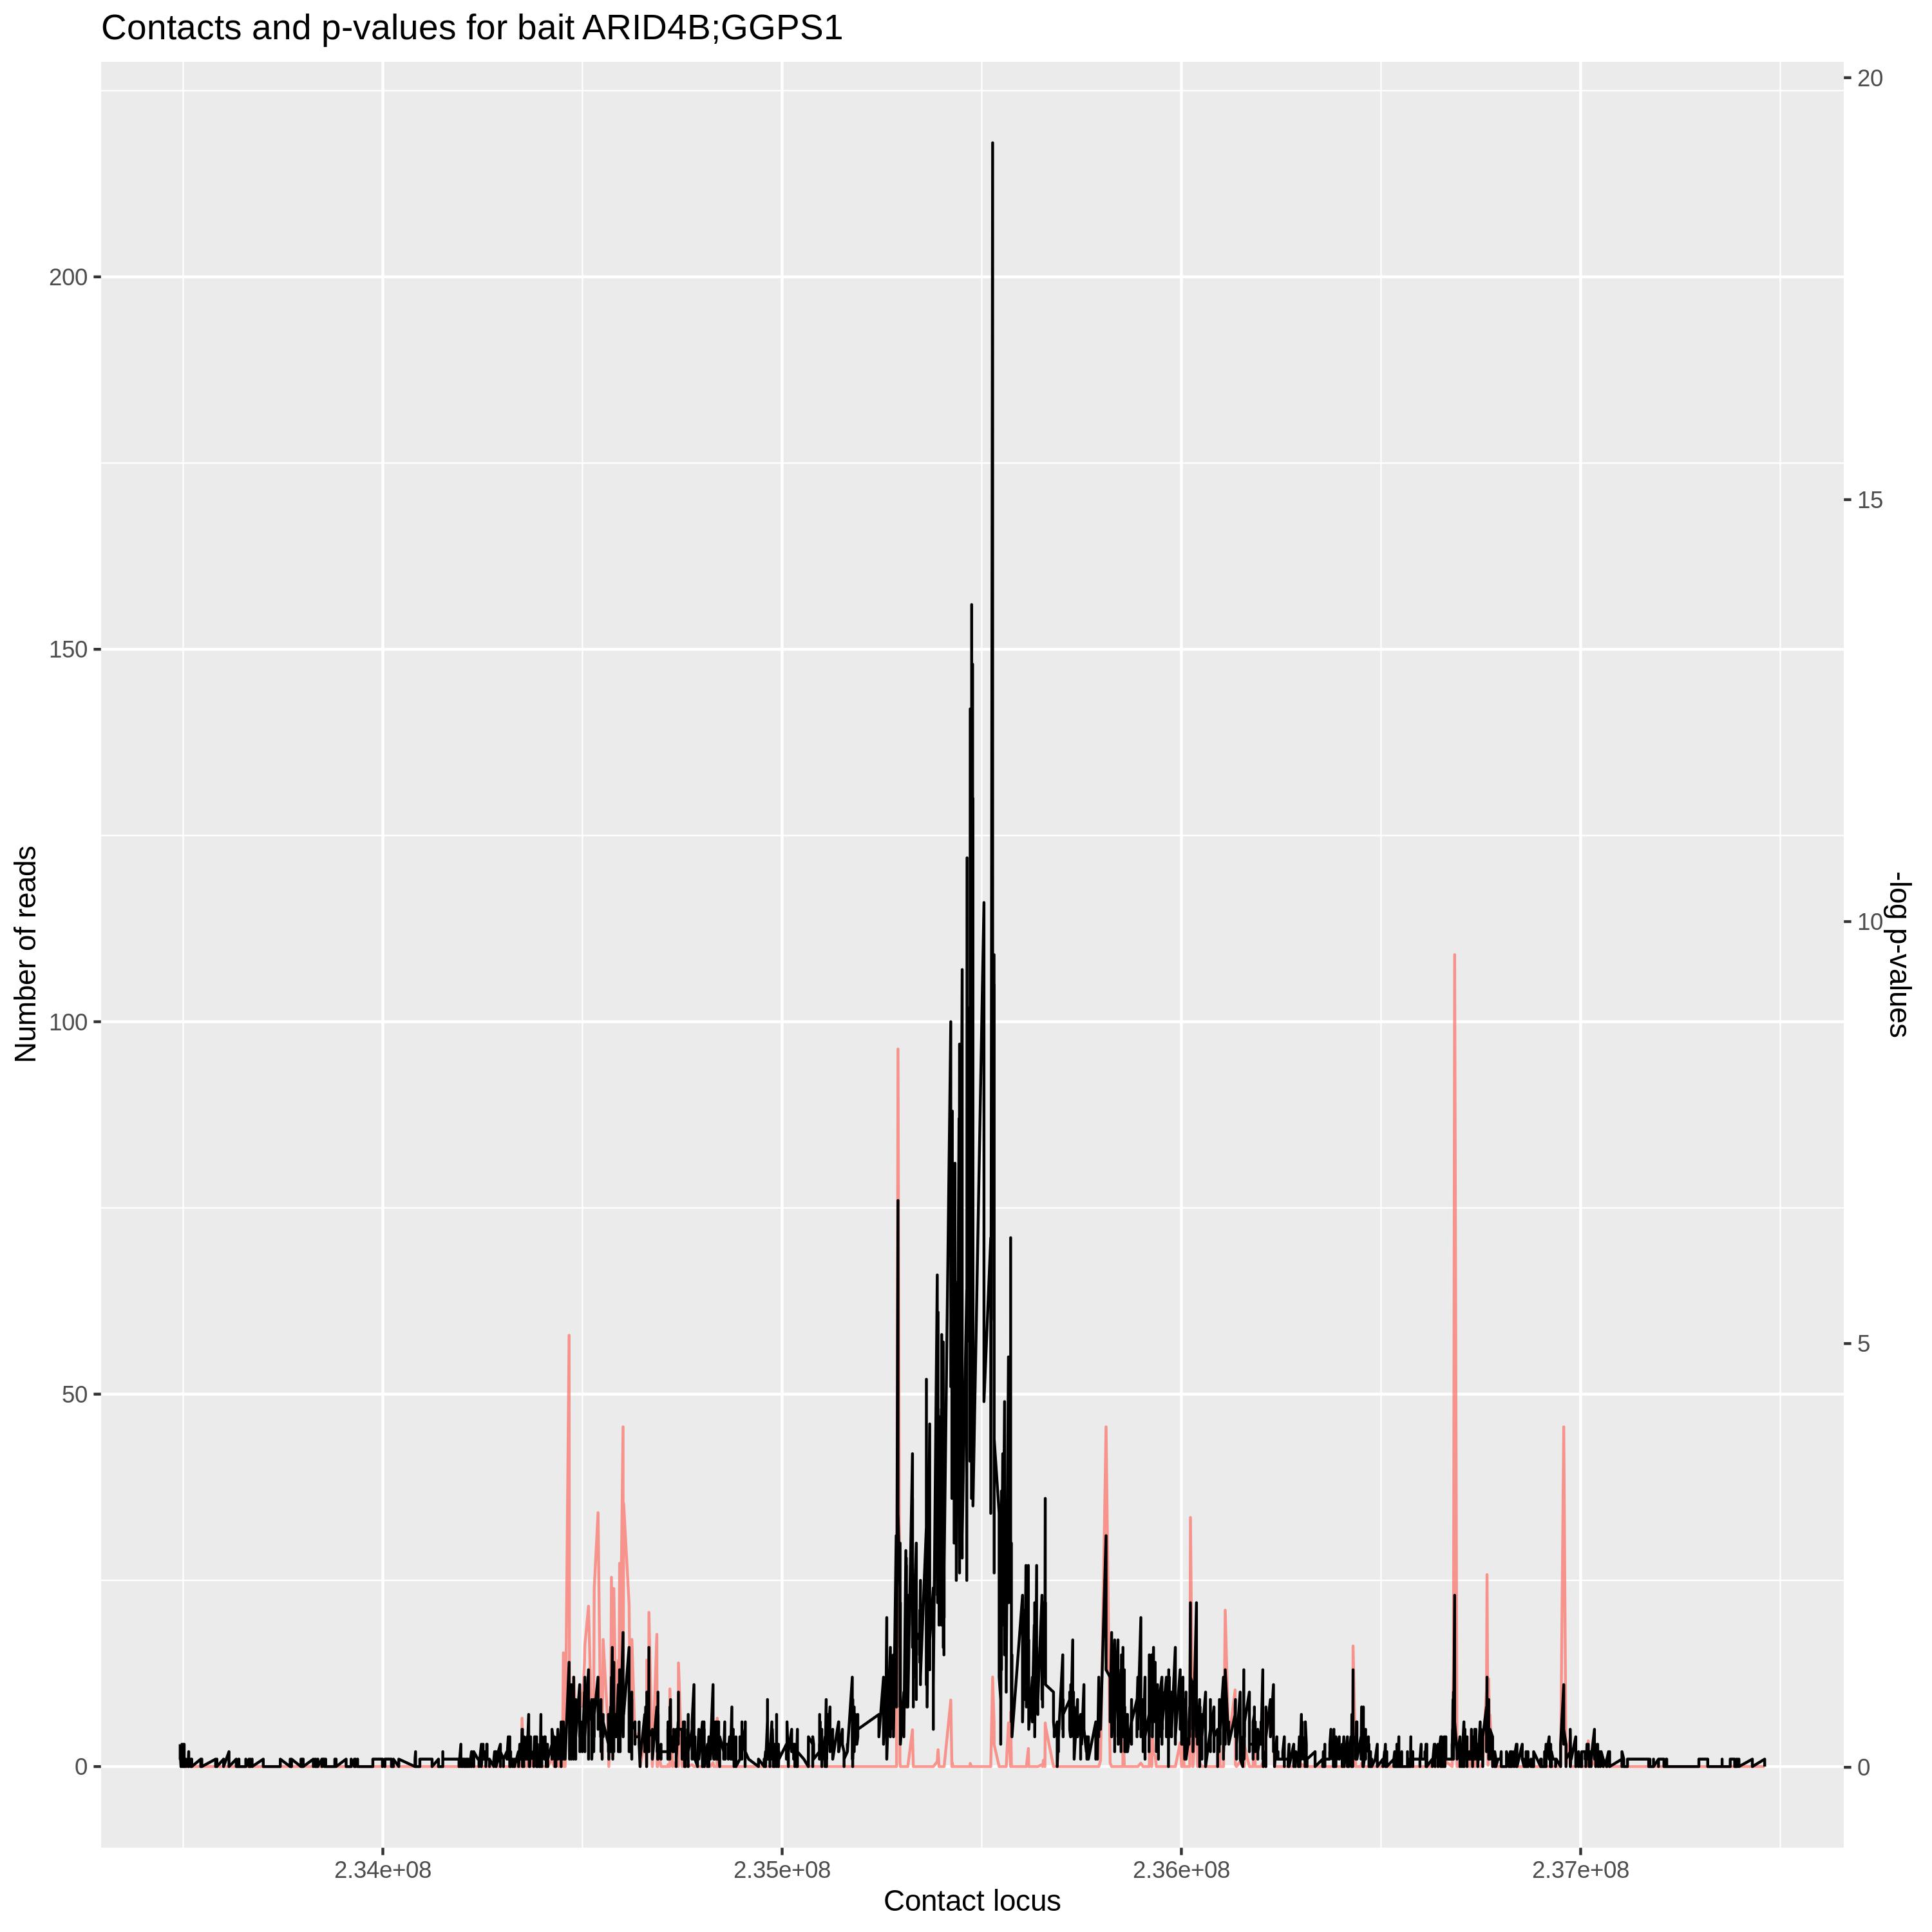 Contacts and p-values for bait ARID4B;GGPS1
Number of reads
200
150
100
50
0
20
15
10
5
0
-log p-values
2.34e+08
2.35e+08
2.36e+08
2.37e+08
Contact locus